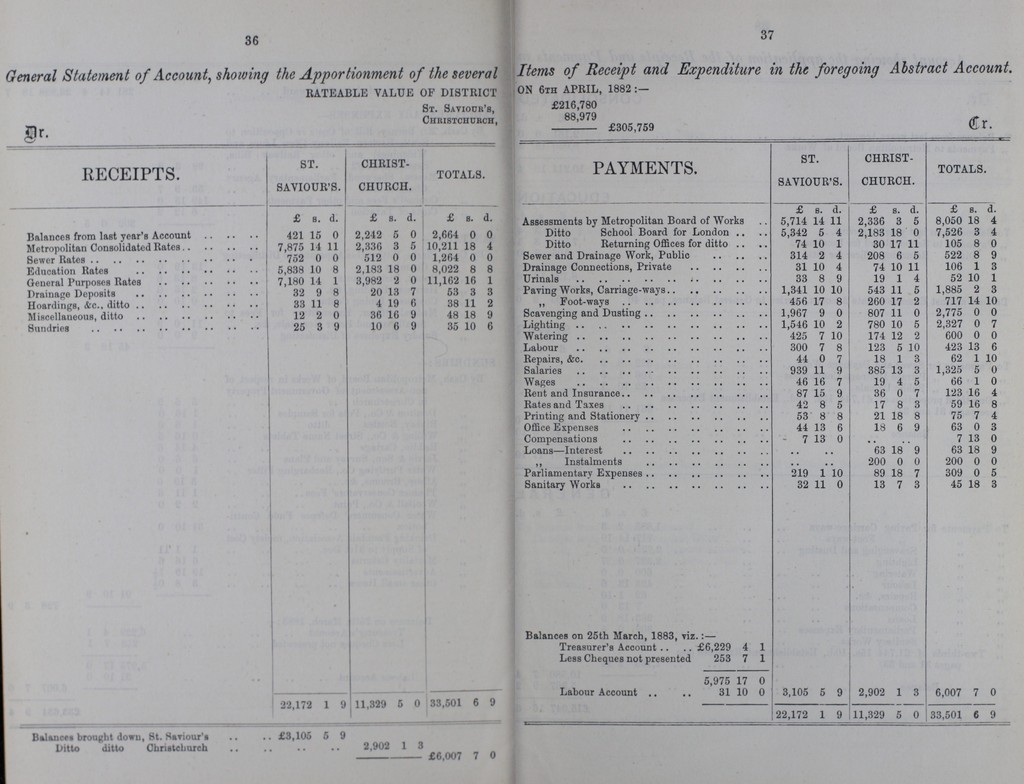 36
General Statement of Account, showing the Apportionment of the several
RATEABLE VALUE OF DISTRICT
ST. SAVIOUR'S,
CHRISTCHURCH,
Dr.
RECEIPTS. ST. SAVIOUR'S. CHRIST-CHURCH. TOTALS.
£ s. d. £ s. d. £ s. d.
Balances from last year's Account .. .. .. 421 15 0 2,242 5 0 2,664 0 0
Metropolitan Consolidated Rates .. .. .. .. 7,875 14 11 2,336 3 5 10,211 18 4
Sewer Rates .. .. .. .. .. .. .. .. 752 0 0 512 0 0 1,264 0 0
Education Rates .. .. .. .. .. .. 5,838 10 8 2,183 18 0 8,022 8 8
General Purposes Rates .. .. .. .. .. 7,180 14 1 3,982 2 0 11,162 16 1
Drainage Deposits .. .. .. .. .. .. 32 9 8 20 13 7 53 3 3
Hoardings, &c., ditto .. .. .. .. .. .. 33 11 8 4 19 6 38 11 2
Miscellaneous, ditto .. .. .. .. .. .. 12 2 0 36 16 9 48 18 9
Sundries .. .. .. .. .. .. .. .. 25 3 9 10 6 9 35 10 6
22,172 1 9 11,329 5 0 33,501 6 9
Balances brought down, St. Saviour's .. .. £3,105 5 9
Ditto ditto Christchurch .. .. .. .. 2,902 1 3
£6,007 7 0
37
Items of Receipt and Expenditure in the foregoing Abstract Account.
ON 6TH APRIL, 1882 :—
£216,780
88,979
£305,759
Cr.
PAYMENTS. ST. SAVIOUR'S. CHRIST-CHURCH. TOTALS.
£ s. d. £ s. d. £ s. d.
Assessments by Metropolitan Board of Works .. 5,714 14 11 2,336 3 5 8,050 18 4
Ditto School Board for London .. .. 5,342 5 4 2,183 18 0 7,526 3 4
Ditto Returning Offices for ditto .. .. 74 10 1 30 17 11 105 8 0
Sewer and Drainage Work, Public .. .. 314 2 4 208 6 5 522 8 9
Drainage Connections, Private .. .. .. 31 10 4 74 10 11 106 1 3
Urinals .. .. .. .. .. .. .. .. 33 8 9 19 1 4 52 10 1
Paving Works, Carriage-ways .. .. .. .. 1,341 10 10 543 11 5 1,885 2 3
„ Foot-ways .. .. .. .. .. 456 17 8 260 17 2 717 14 10
Scavenging and Dusting .. .. .. .. .. 1,967 9 0 807 11 0 2,775 0 0
Lighting .. .. .. .. .. .. .. .. 1,546 10 2 780 10 5 2,327 0 7
Watering .. .. .. .. .. .. .. .. 425 7 10 174 12 2 600 0 0
Labour .. .. .. .. .. .. .. .. 300 7 8 123 5 10 423 13 6
Repairs, &c. .. .. .. .. .. .. .. 44 0 7 18 1 3 62 1 10
Salaries .. .. .. .. .. .. .. .. 939 11 9 385 13 3 1,325 5 0
Wages .. .. .. .. .. .. .. .. 46 16 7 19 4 5 66 1 0
Rent and Insurance .. .. .. .. .. .. 87 15 9 36 0 7 123 16 4
Rates and Taxes .. .. .. .. .. .. 42 8 5 17 8 3 59 16 8
Printing and Stationery .. .. .. .. .. 53 8 8 21 18 8 75 7 4
Office Expenses .. .. .. .. .. .. 44 13 6 18 6 9 63 0 3
Compensations .. .. .. .. .. .. 7 13 0 .. .. 7 13 0
Loans—Interest .. .. .. .. .. .. .. .. 63 18 9 63 18 9
„ Instalments .. .. .. .. .. .. .. 200 0 0 200 0 0
Parliamentary Expenses .. .. .. .. .. 219 1 10 89 18 7 309 0 5
Sanitary Works .. .. .. .. .. .. 32 11 0 13 7 3 45 18 3
Balances on 25th March, 1883, viz. :—
Treasurer's Account .. .. £6,229 4 1
Less Cheques not presented 253 7 1
5,975 17 0
Labour Account .. .. 31 10 0 3,105 5 9 2,902 1 3 6,007 7 0
22,172 1 9 11,329 5 0 33,501 6 9